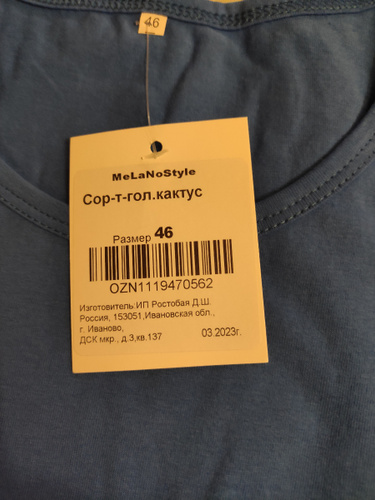 46
MeLaNoStyle
Сор-т-гол.кактус
Размер 46
OZN1119470562
Изготовитель:ИП Ростобая Д.Ш.
Россия, 153051,Ивановская обл.,
г. Иваново,
ДСК мкр., д.3,кв.137 03.2023г.